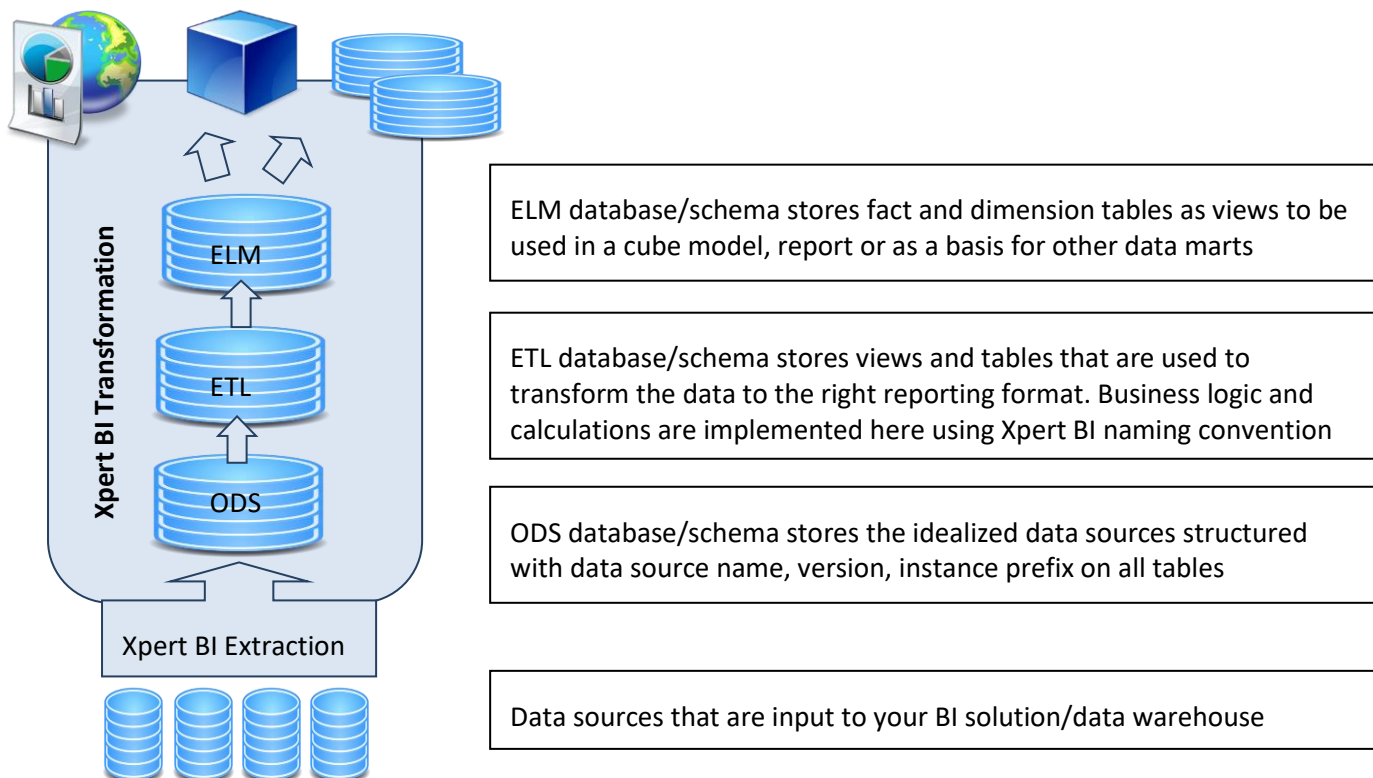 ELM
ELM database/schema stores fact and dimension tables as views to be
used in a cube model, report or as a basis for other data marts
Xpert BI Transformation
ETL
ETL database/schema stores views and tables that are used to
transform the data to the right reporting format. Business logic and
calculations are implemented here using Xpert BI naming convention
ODS
ODS database/schema stores the idealized data sources structured
with data source name, version, instance prefix on all tables
Xpert BI Extraction
Data sources that are input to your BI solution/data warehouse